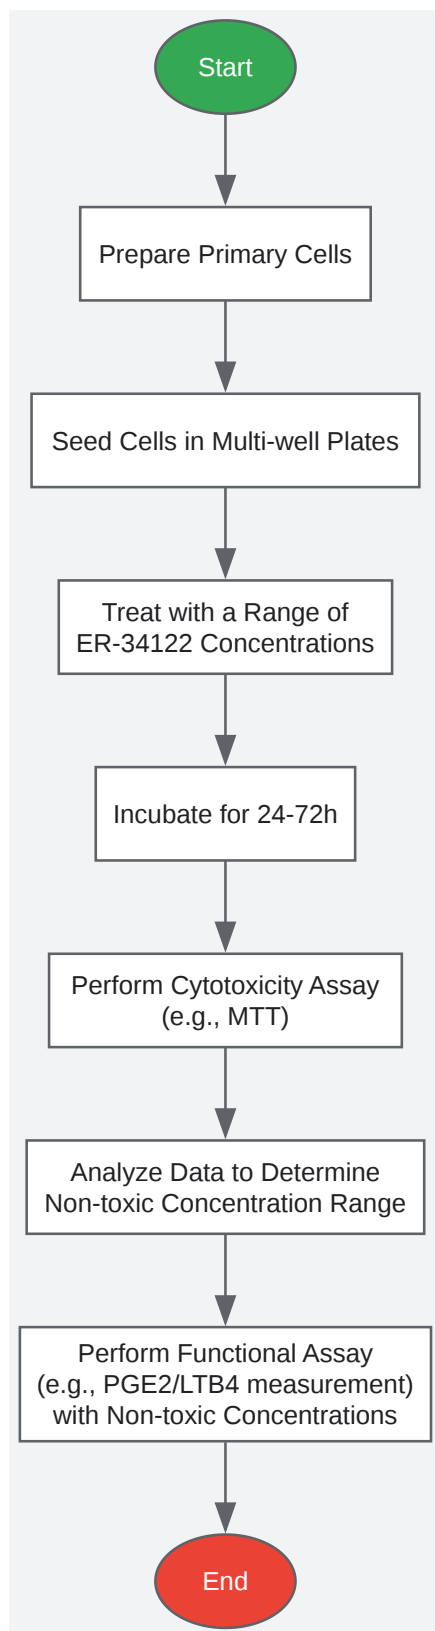 Start
Prepare Primary Cells
Seed Cells in Multi-well Plates
Treat with a Range of
ER-34122 Concentrations
Incubate for 24-72h
Perform Cytotoxicity Assay
(e.g., MTT)
Analyze Data to Determine
Non-toxic Concentration Range
Perform Functional Assay
(e.g., PGE2/LTB4 measurement)
with Non-toxic Concentrations
End